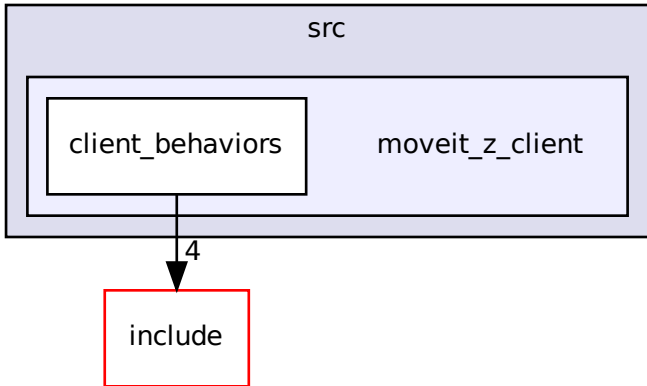 src
client_behaviors
moveit_z_client
4
include